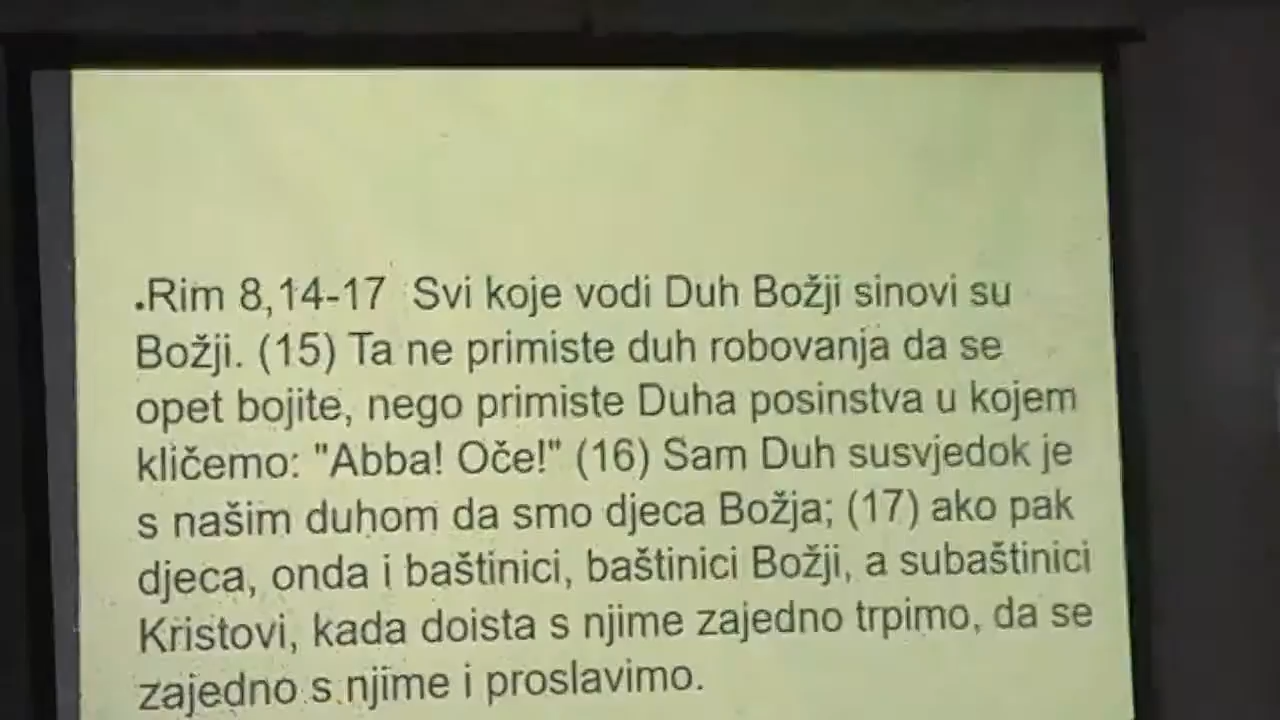 .Rim 8,14-17 Svi koje vodi Duh Božji sinovi su
Božji. (15) Ta ne primiste duh robovanja da se
opet bojite, nego primiste Duha posinstva u kojem
kličemo: "Abba! Oče!" (16) Sam Duh susvjedok je
s našim duhom da smo djeca Božja; (17) ako pak
djeca, onda i baštinici, baštinici Božji, a subaštinici
Kristovi, kada doista s njime zajedno trpimo, da se
zajedno s njime i proslavimo.